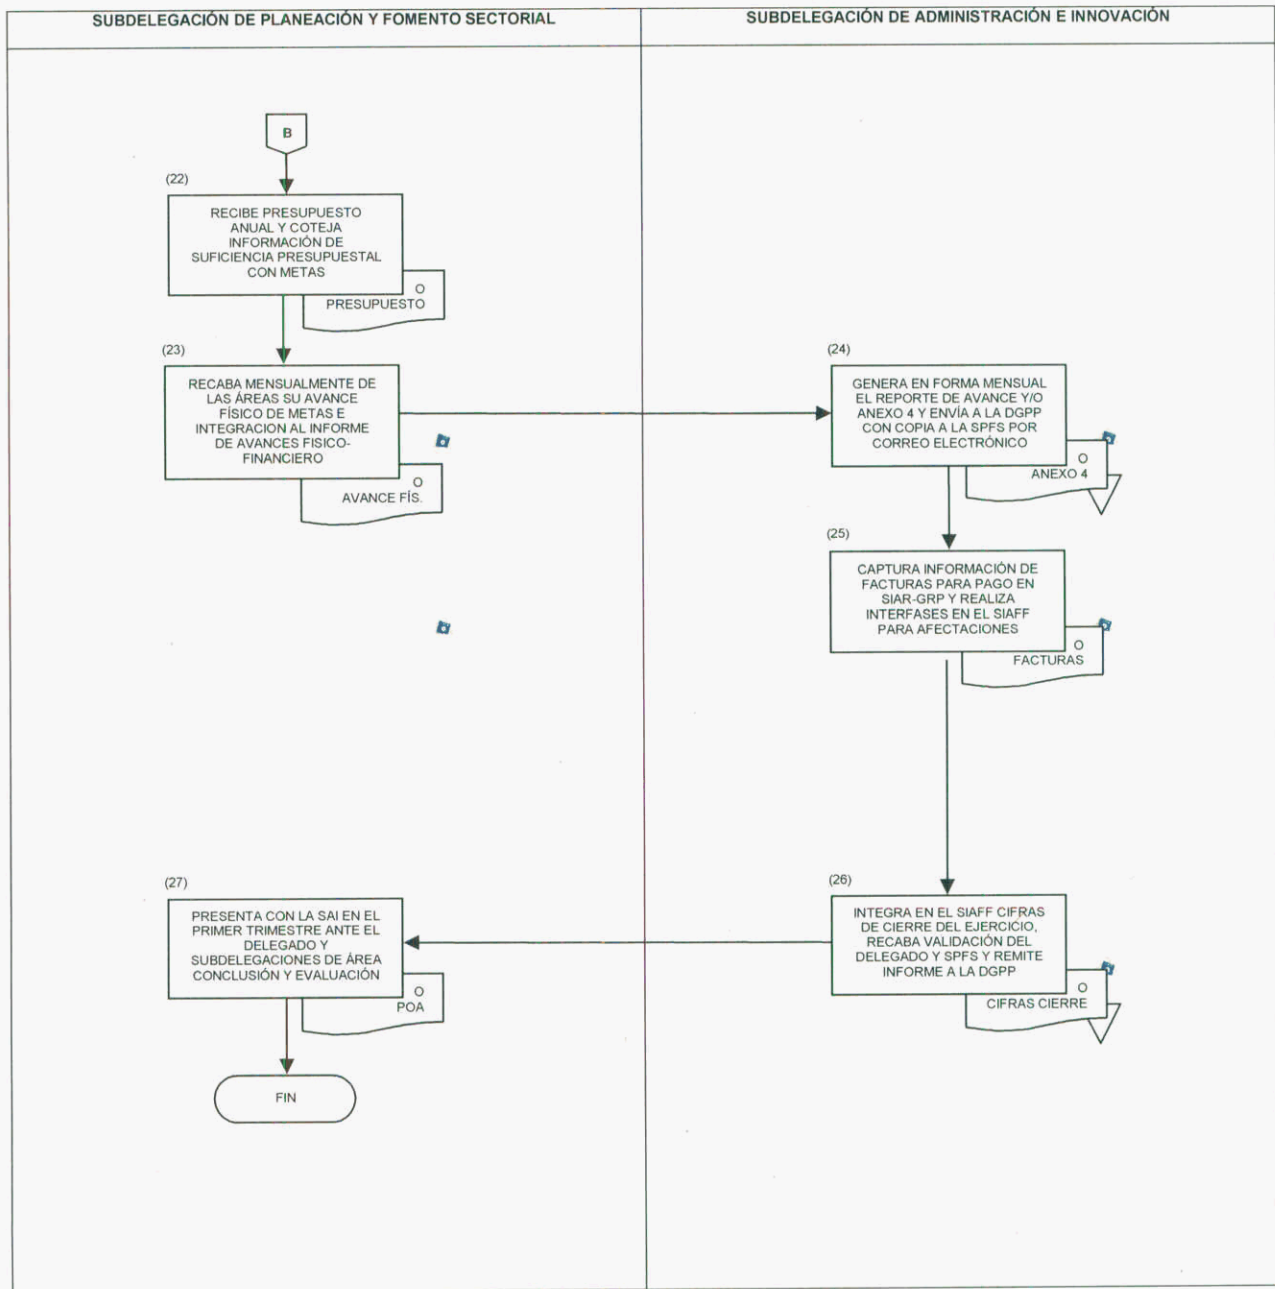 SUBDELEGACIÓN DE PLANEACIÓN Y FOMENTO SECTORIAL
SUBDELEGACIÓN DE ADMINISTRACIÓN E INNOVACIÓN
B
(22)
RECIBE PRESUPUESTO
ANUAL Y COTEJA
INFORMACIÓN DE
SUFICIENCIA PRESUPUESTAL
CON METAS
O
PRESUPUESTO
(23)
RECABA MENSUALMENTE DE
LAS ÁREAS SU AVANCE
FÍSICO DE METAS E
INTEGRACION AL INFORME
DE AVANCES FISICO-
FINANCIERO
O
AVANCE FÍS.
(24)
GENERA EN FORMA MENSUAL
EL REPORTE DE AVANCE Y/O
ANEXO 4 Y ENVÍA A LA DGPP
CON COPIA A LA SPFS POR
CORREO ELECTRÓNICO
O
ANEXO 4
(25)
CAPTURA INFORMACIÓN DE
FACTURAS PARA PAGO EN
SIAR-GRP Y REALIZA
INTERFASES EN EL SIAFF
PARA AFECTACIONES
O
FACTURAS
(26)
INTEGRA EN EL SIAFF CIFRAS
DE CIERRE DEL EJERCICIO,
RECABA VALIDACIÓN DEL
DELEGADO Y SPFS Y REMITE
INFORME A LA DGPP
O
CIFRAS CIERRE
(27)
PRESENTA CON LA SAI EN EL
PRIMER TRIMESTRE ANTE EL
DELEGADO Y
SUBDELEGACIONES DE ÁREA
CONCLUSIÓN Y EVALUACIÓN
O
POA
FIN